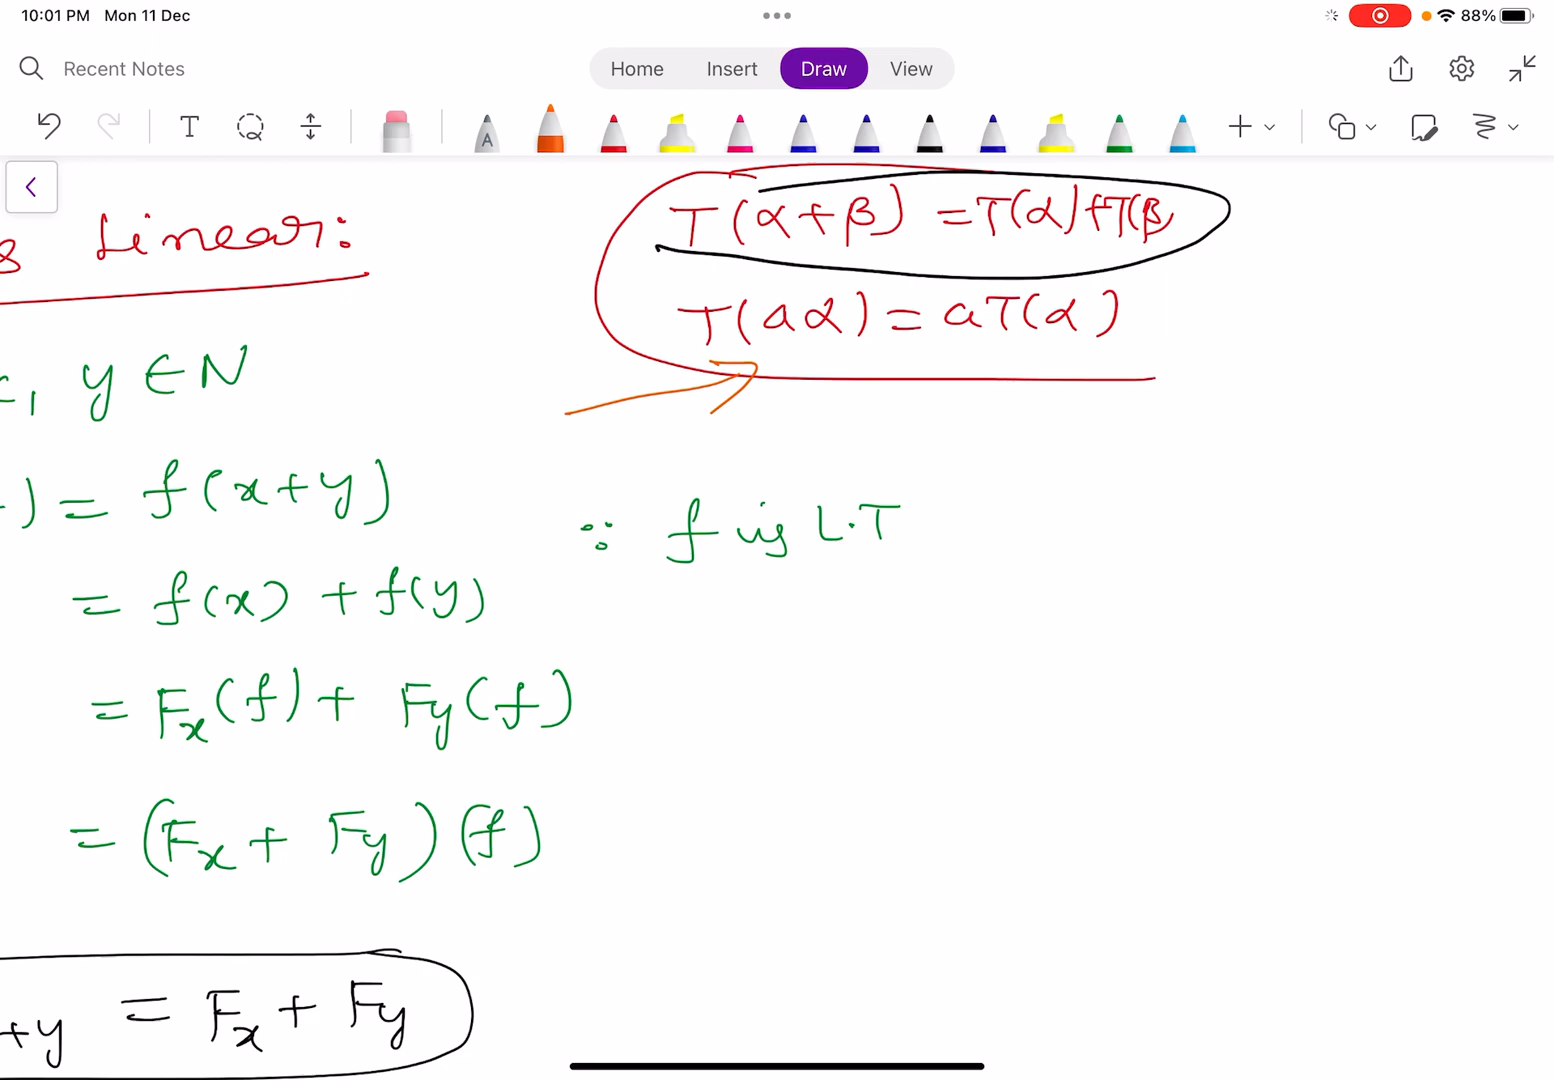 10:01 PM Mon 11 Dec
88%
Recent Notes
Home Insert Draw View
T
A
T(α+β) =T(α)+T(β
Linear:
T(aα)=aT(α)
, y ∈ N
) = f(x+y)
∵ f is L.T
= f(x) + f(y)
= Fx(f) + Fy(f)
= (Fx + Fy)(f)
+y = Fx + Fy